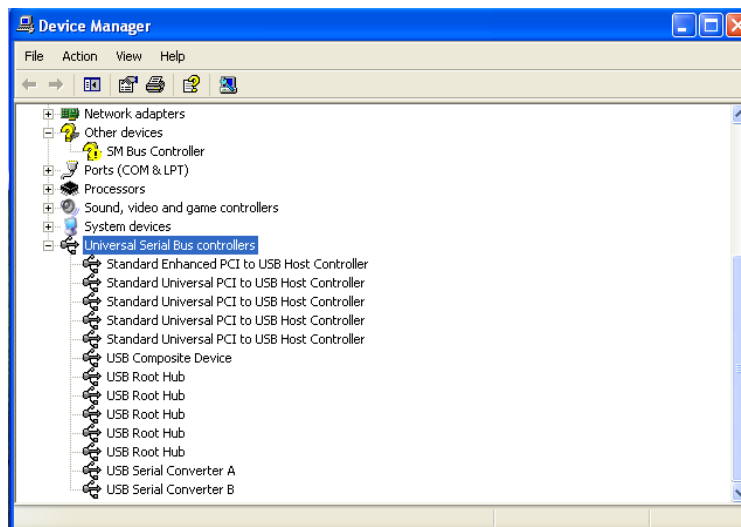 Device Manager
File Action View Help
Network adapters
Other devices
SM Bus Controller
Ports (COM & LPT)
Processors
Sound, video and game controllers
System devices
Universal Serial Bus controllers
Standard Enhanced PCI to USB Host Controller
Standard Universal PCI to USB Host Controller
Standard Universal PCI to USB Host Controller
Standard Universal PCI to USB Host Controller
Standard Universal PCI to USB Host Controller
USB Composite Device
USB Root Hub
USB Root Hub
USB Root Hub
USB Root Hub
USB Root Hub
USB Serial Converter A
USB Serial Converter B